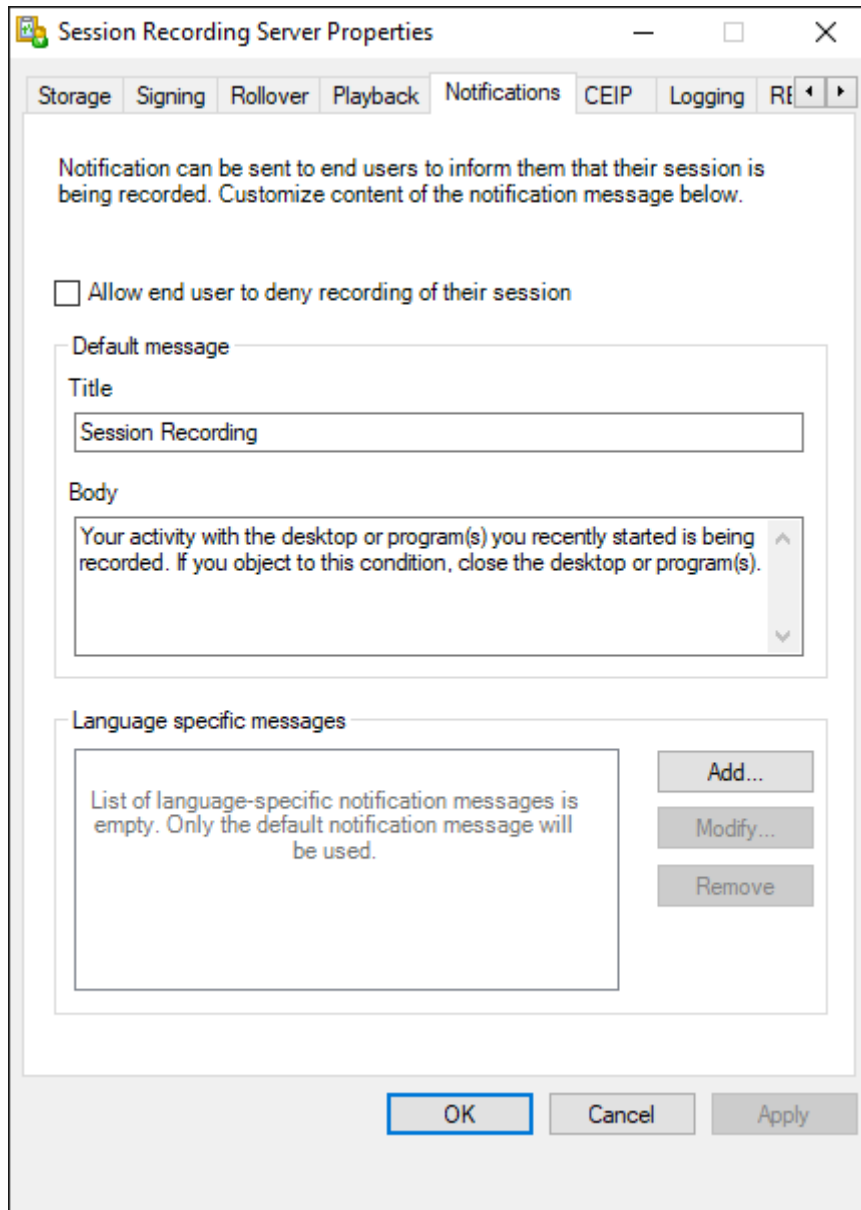 Session Recording Server Properties
Storage Signing Rollover Playback Notifications CEIP Logging
Notification can be sent to end users to inform them that their session is
being recorded. Customize content of the notification message below.
Allow end user to deny recording of their session
Default message
Title
Session Recording
Body
Your activity with the desktop or program(s) you recently started is being
recorded. If you object to this condition, close the desktop or program(s).
Language specific messages
List of language-specific notification messages is
empty. Only the default notification message will
be used.
Add...
Modify...
Remove
OK Cancel Apply